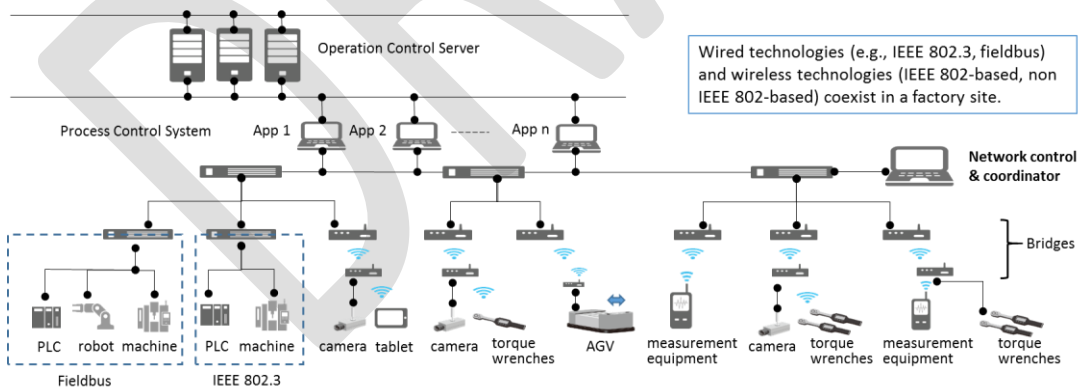 Operation Control Server
Wired technologies (e.g., IEEE 802.3, fieldbus)
and wireless technologies (IEEE 802-based, non
IEEE 802-based) coexist in a factory site.
Process Control System
App 1
App 2
App n
Network control
& coordinator
Bridges
PLC
robot
machine
PLC
machine
camera
tablet
camera
torque
wrenches
AGV
measurement
equipment
camera
torque
wrenches
measurement
equipment
torque
wrenches
Fieldbus
IEEE 802.3